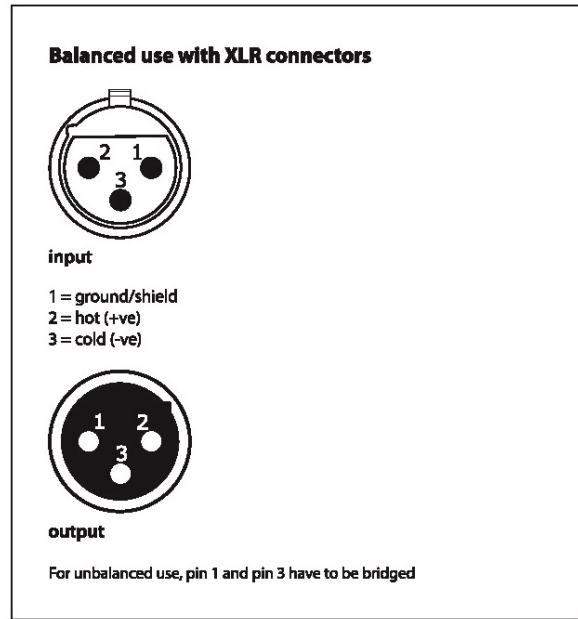 Balanced use with XLR connectors
2 1
3
input
1 = ground/shield
2 = hot (+ve)
3 = cold (-ve)
1 2
3
output
For unbalanced use, pin 1 and pin 3 have to be bridged